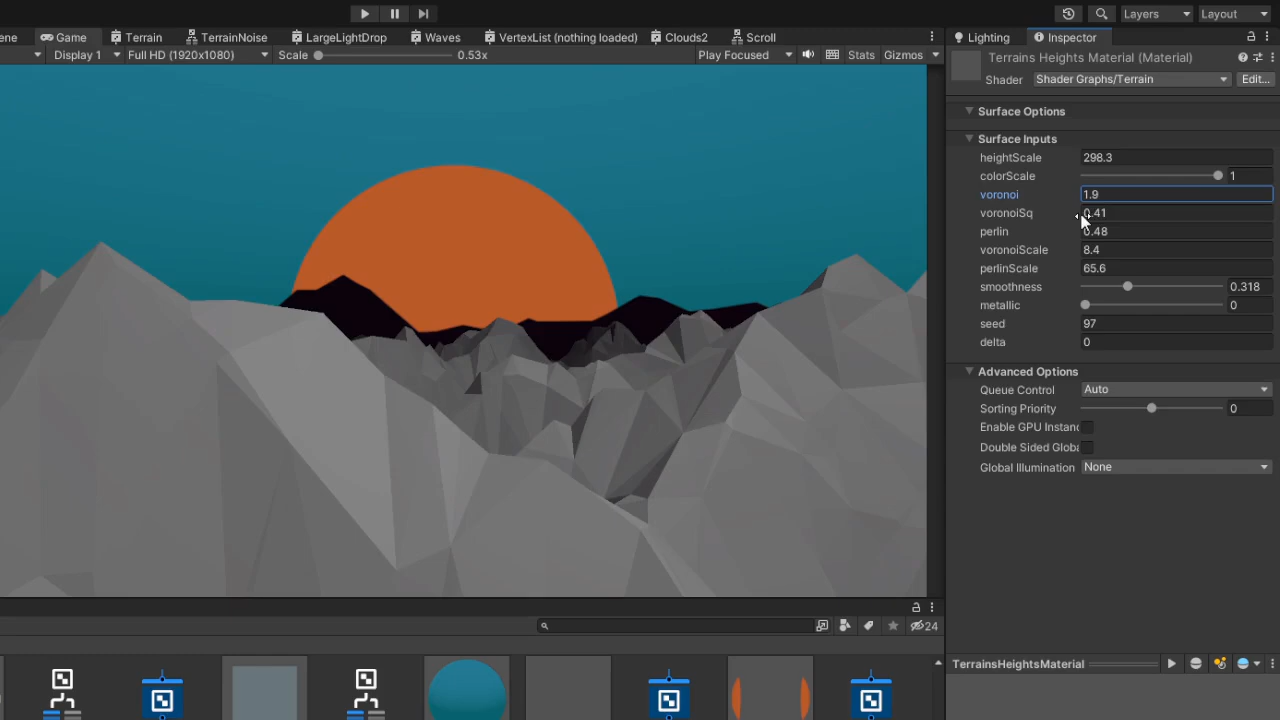 Layers
Layout
ene
Game
Terrain
TerrainNoise
LargeLightDrop
Waves
VertexList (nothing loaded)
Clouds2
Scroll
Lighting
Inspector
Display 1
Full HD (1920x1080)
Scale
0.53x
Play Focused
Stats
Gizmos
Terrains Heights Material (Material)
Shader
Shader Graphs/Terrain
Edit...
Surface Options
Surface Inputs
heightScale 298.3
colorScale 1
voronoi 1.9
voronoiSq 0.41
perlin 0.48
voronoiScale 8.4
perlinScale 65.6
smoothness 0.318
metallic 0
seed 97
delta 0
Advanced Options
Queue Control Auto
Sorting Priority 0
Enable GPU Instanc
Double Sided Globa
Global Illumination None
24
TerrainsHeightsMaterial